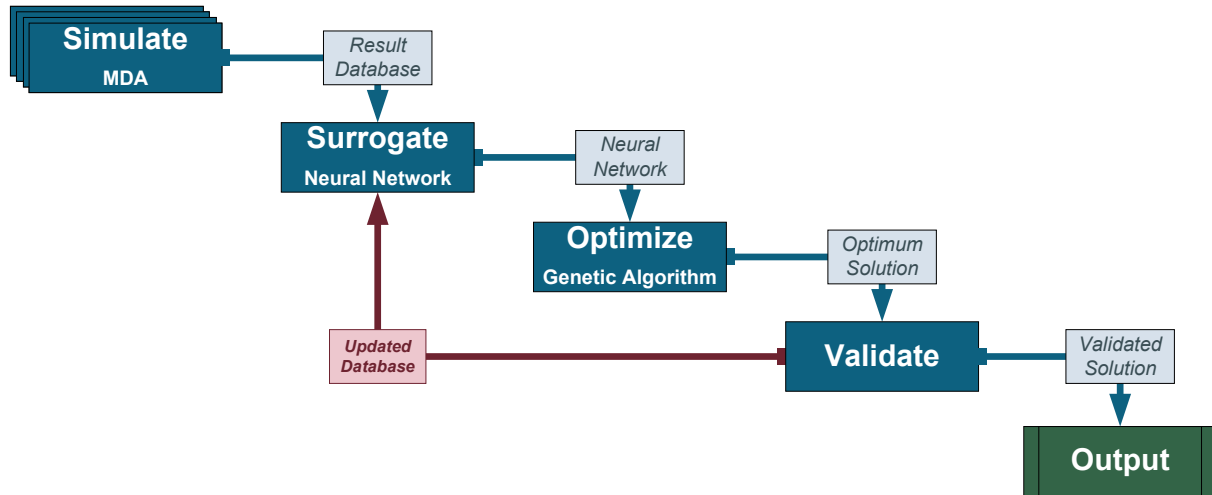 Simulate
MDA
Result
Database
Surrogate
Neural Network
Neural
Network
Optimize
Genetic Algorithm
Optimum
Solution
Updated
Database
Validate
Validated
Solution
Output